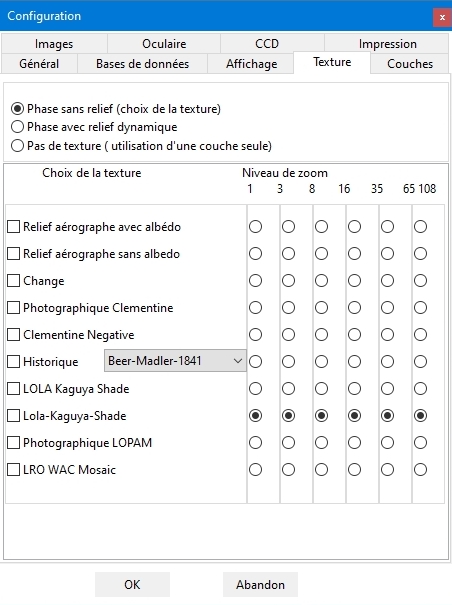 Configuration
x
Images Oculaire CCD Impression
Général Bases de données Affichage Texture Couches
Phase sans relief (choix de la texture)
Phase avec relief dynamique
Pas de texture ( utilisation d'une couche seule)
Choix de la texture Niveau de zoom
1 3 8 16 35 65 108
Relief aérographe avec albédo
Relief aérographe sans albedo
Change
Photographique Clementine
Clementine Negative
Historique Beer-Madler-1841
LOLA Kaguya Shade
Lola-Kaguya-Shade
Photographique LOPAM
LRO WAC Mosaic
OK Abandon